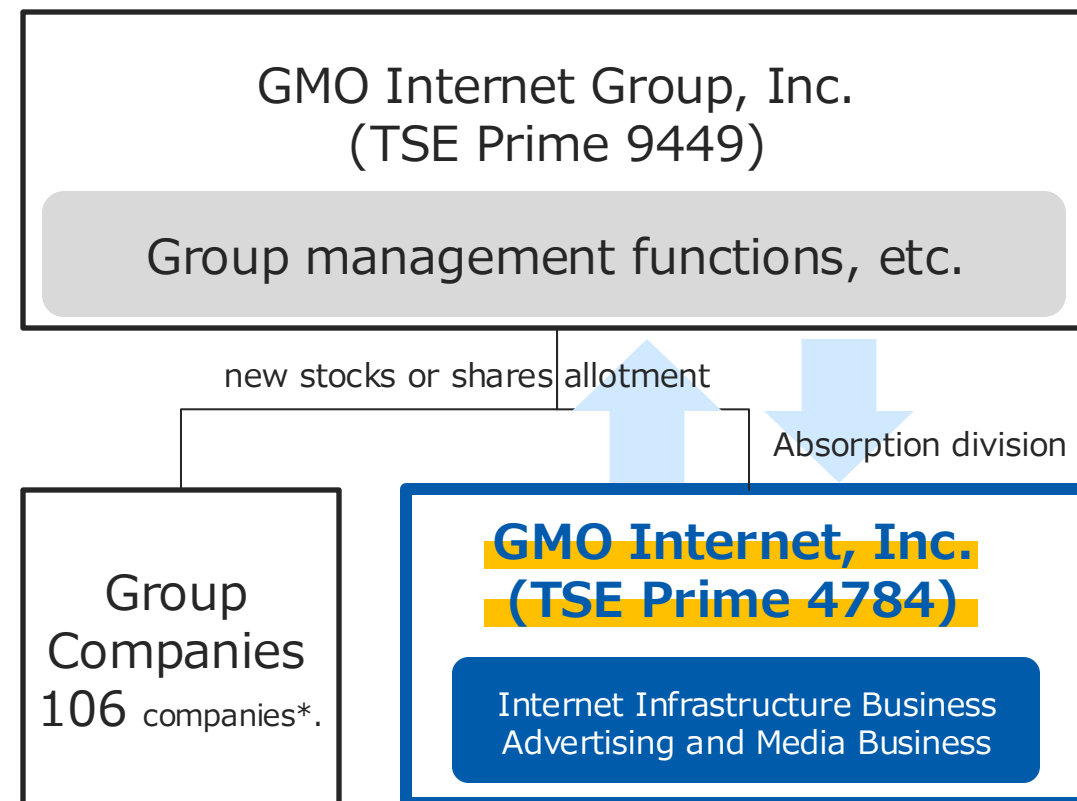 GMO Internet Group, Inc.
(TSE Prime 9449)
Group management functions, etc.
new stocks or shares allotment
Absorption division
Group
Companies
106 companies*.
GMO Internet, Inc.
(TSE Prime 4784)
Internet Infrastructure Business
Advertising and Media Business